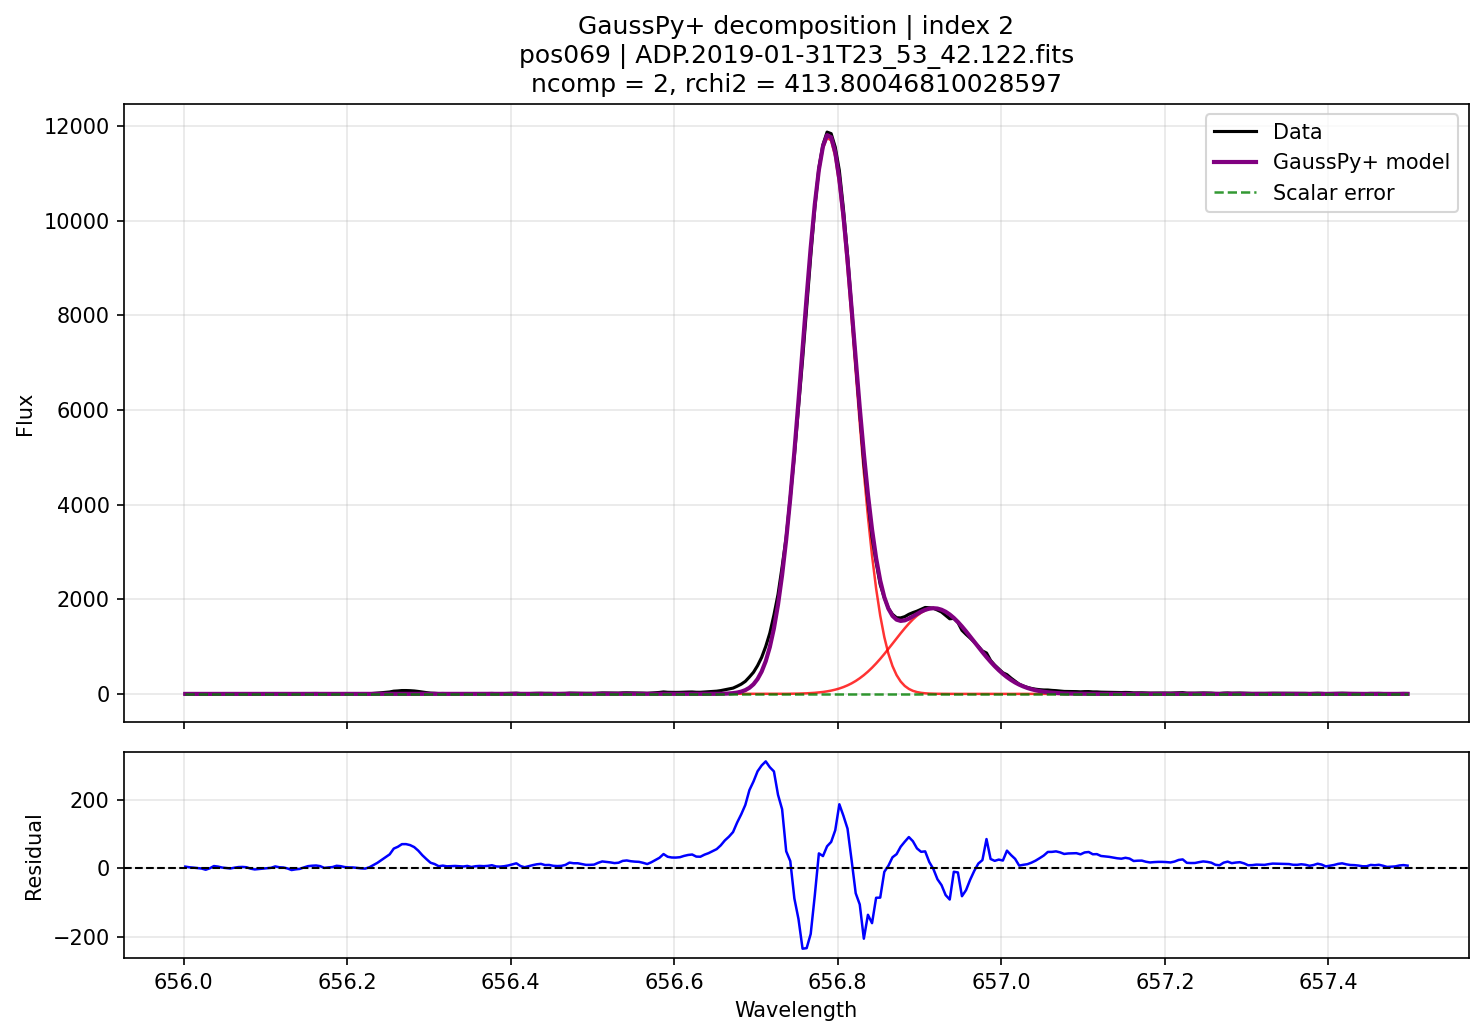 GaussPy+ decomposition | index 2
pos069 | ADP.2019-01-31T23_53_42.122.fits
ncomp = 2, rchi2 = 413.80046810028597
Data
GaussPy+ model
Scalar error
12000
10000
8000
6000
4000
2000
0
Flux
200
0
−200
Residual
656.0
656.2
656.4
656.6
656.8
657.0
657.2
657.4
Wavelength